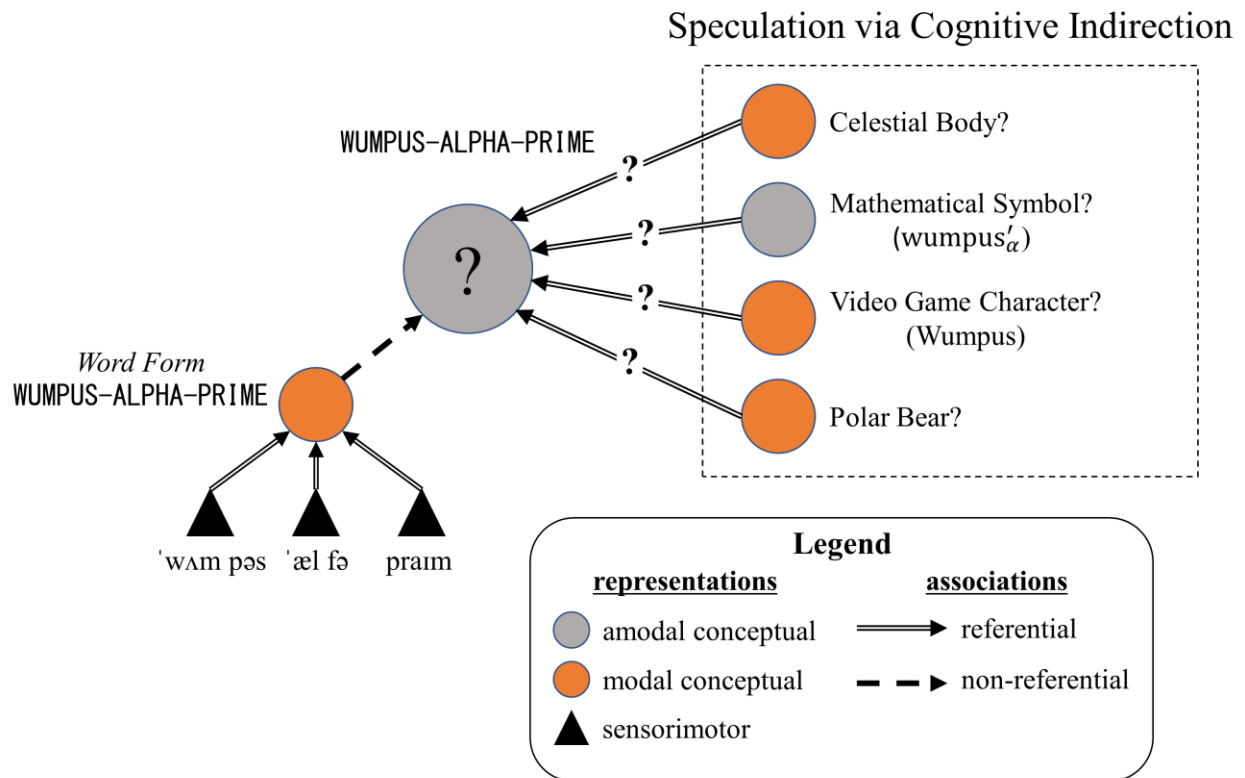 Speculation via Cognitive Indirection
WUMPUS-ALPHA-PRIME
?
?
?
?
?
Celestial Body?
Mathematical Symbol?
(wumpus′α)
Video Game Character?
(Wumpus)
Polar Bear?
Word Form
WUMPUS-ALPHA-PRIME
ˈwʌm pəs ˈæl fə praɪm
Legend
representations associations
amodal conceptual referential
modal conceptual non-referential
sensorimotor